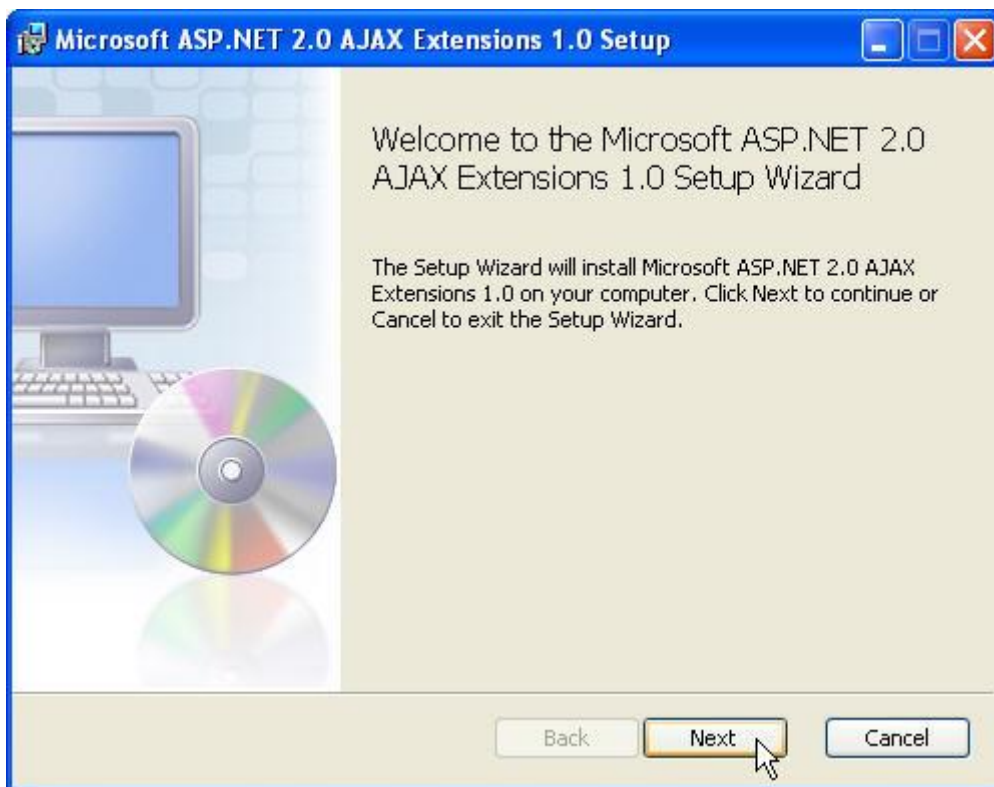 Microsoft ASP.NET 2.0 AJAX Extensions 1.0 Setup
Welcome to the Microsoft ASP.NET 2.0
AJAX Extensions 1.0 Setup Wizard
The Setup Wizard will install Microsoft ASP.NET 2.0 AJAX
Extensions 1.0 on your computer. Click Next to continue or
Cancel to exit the Setup Wizard.
Back Next Cancel